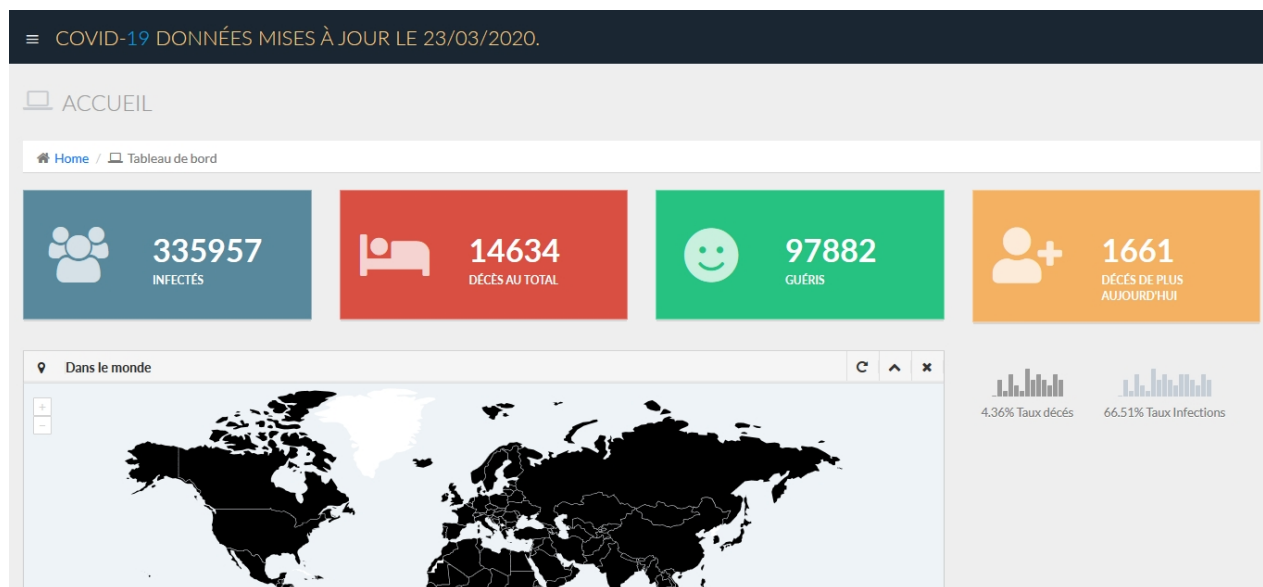 ≡ COVID-19 DONNÉES MISES À JOUR LE 23/03/2020.
ACCUEIL
Home / Tableau de bord
335957
INFECTÉS
14634
DÉCÈS AU TOTAL
97882
GUÉRIS
1661
DÉCÉS DE PLUS
AUJOURD'HUI
Dans le monde
+
−
4.36% Taux décés
66.51% Taux Infections